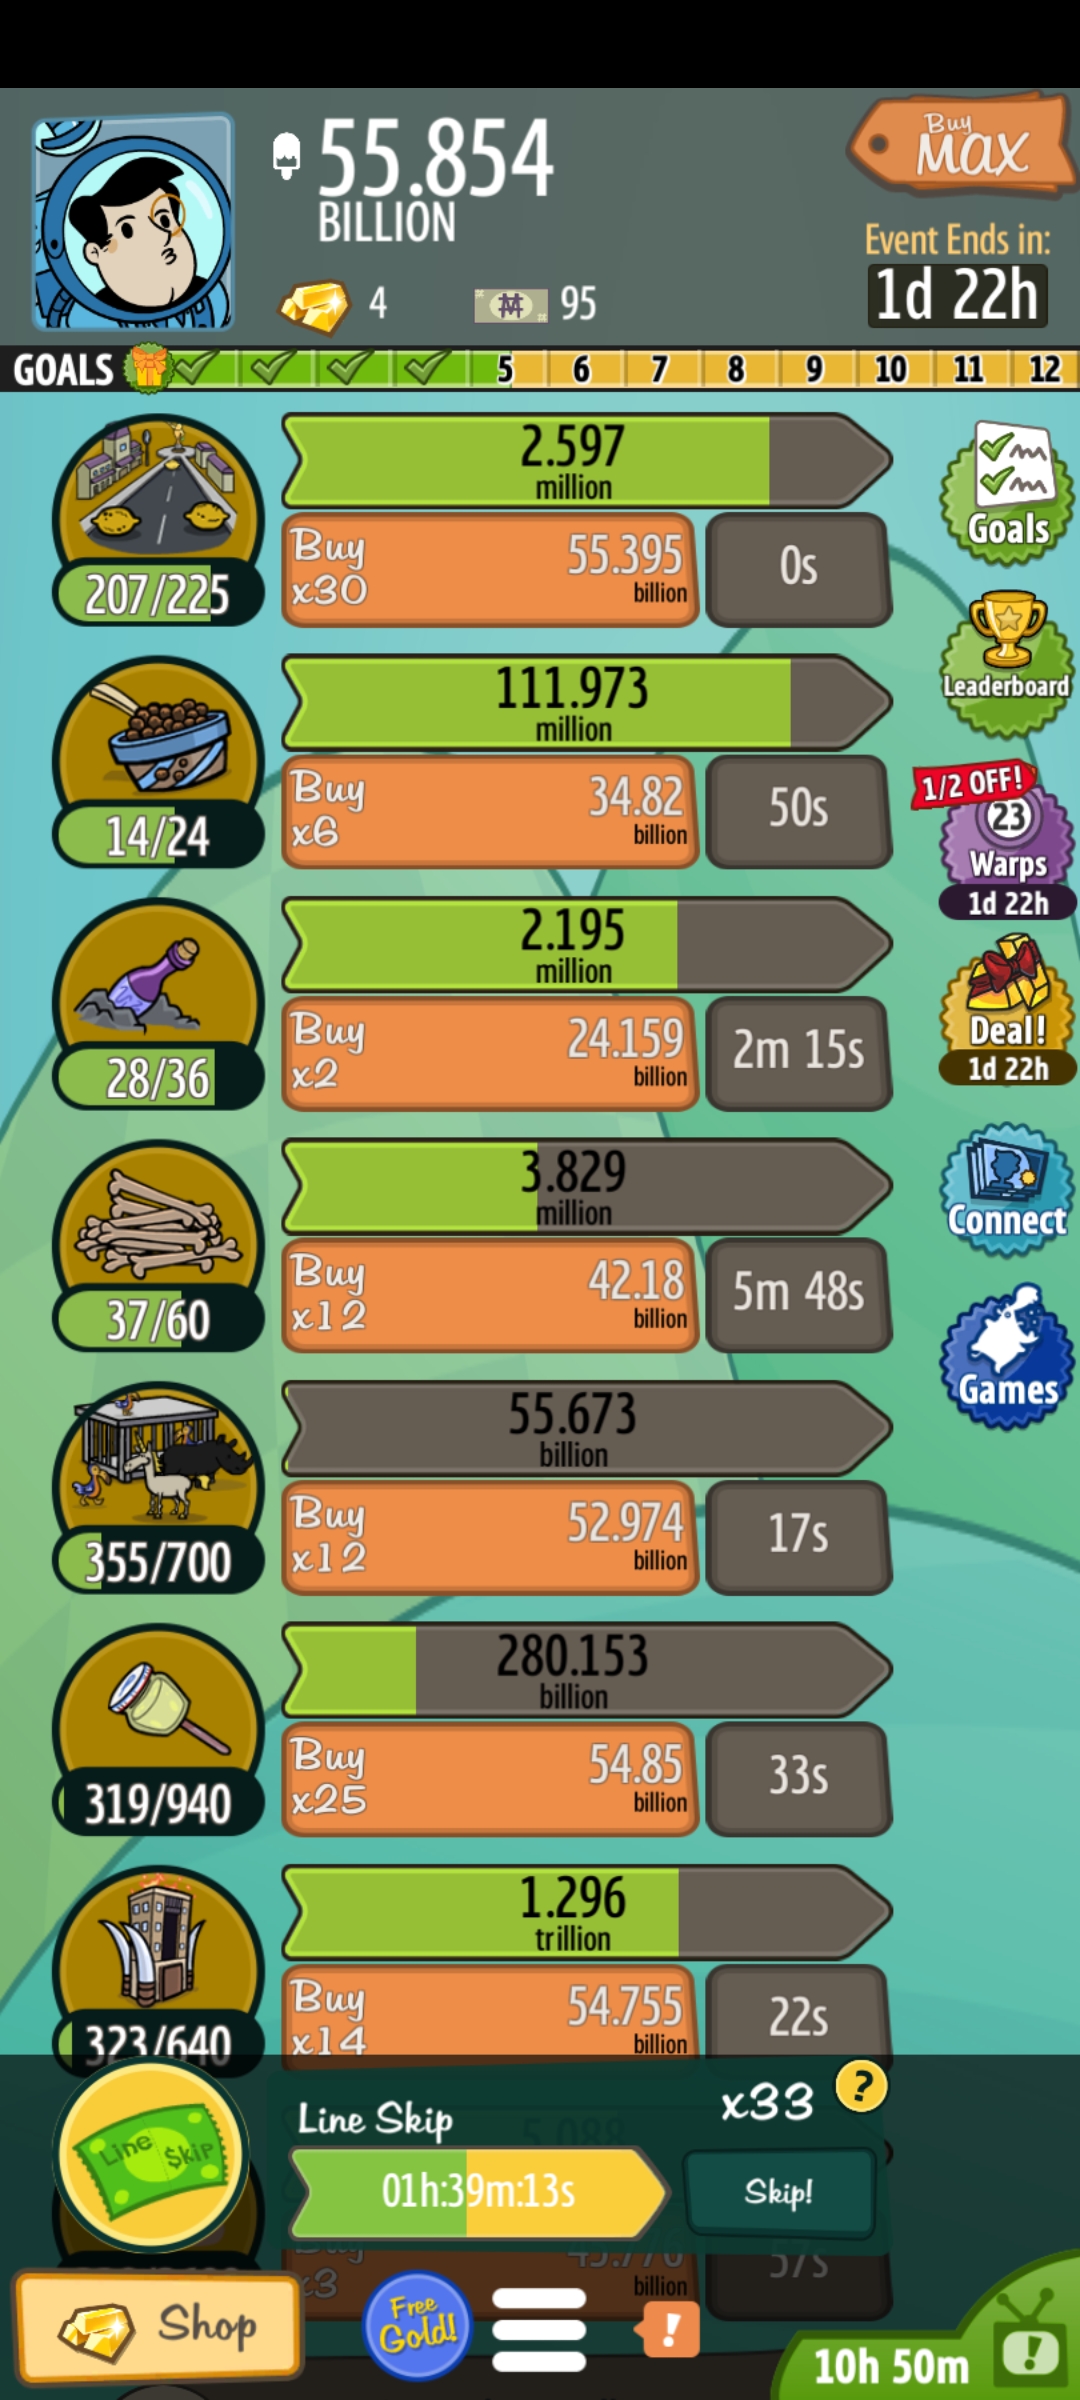 55.854
BILLION
Buy
MAX
Event Ends in:
1d 22h
4
95
GOALS
5
6
7
8
9
10
11
12
2.597
million
Buy
x30
55.395
billion
0s
207/225
Goals
111.973
million
Buy
x6
34.82
billion
50s
14/24
Leaderboard
1/2 OFF!
23
Warps
1d 22h
2.195
million
Buy
x2
24.159
billion
2m 15s
28/36
Deal!
1d 22h
3.829
million
Buy
x12
42.18
billion
5m 48s
37/60
Connect
55.673
billion
Buy
x12
52.974
billion
17s
355/700
Games
280.153
billion
Buy
x25
54.85
billion
33s
319/940
1.296
trillion
Buy
x14
54.755
billion
22s
323/640
Line Skip
x33
?
5.088
Line $kip
01h:39m:13s
Skip!
Buy
x3
billion
57s
Shop
Free
Gold!
!
10h 50m
!